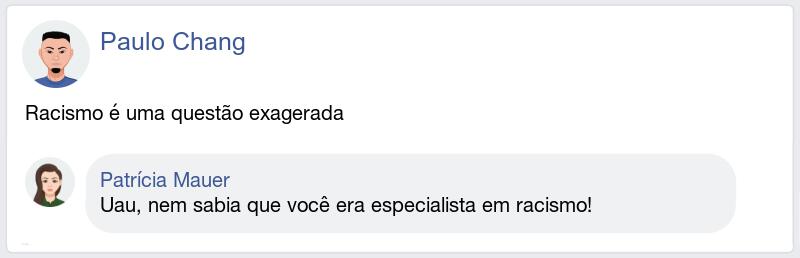 Paulo Chang
Racismo é uma questão exagerada
Patrícia Mauer
Uau, nem sabia que você era especialista em racismo!